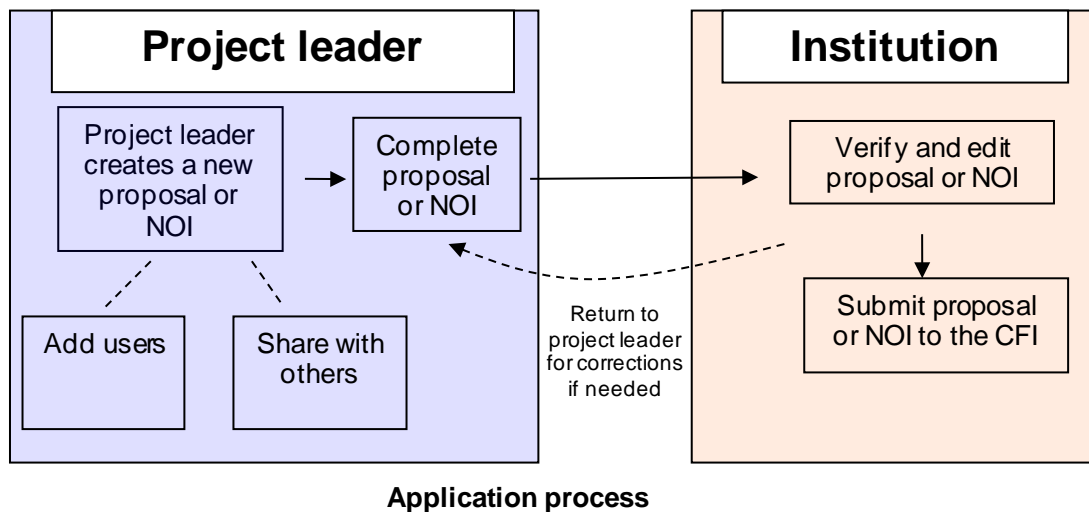 Project leader
Institution
Project leader
creates a new
proposal or
NOI
Complete
proposal
or NOI
Verify and edit
proposal or NOI
Add users
Share with
others
Return to
project leader
for corrections
if needed
Submit proposal
or NOI to the CFI
Application process